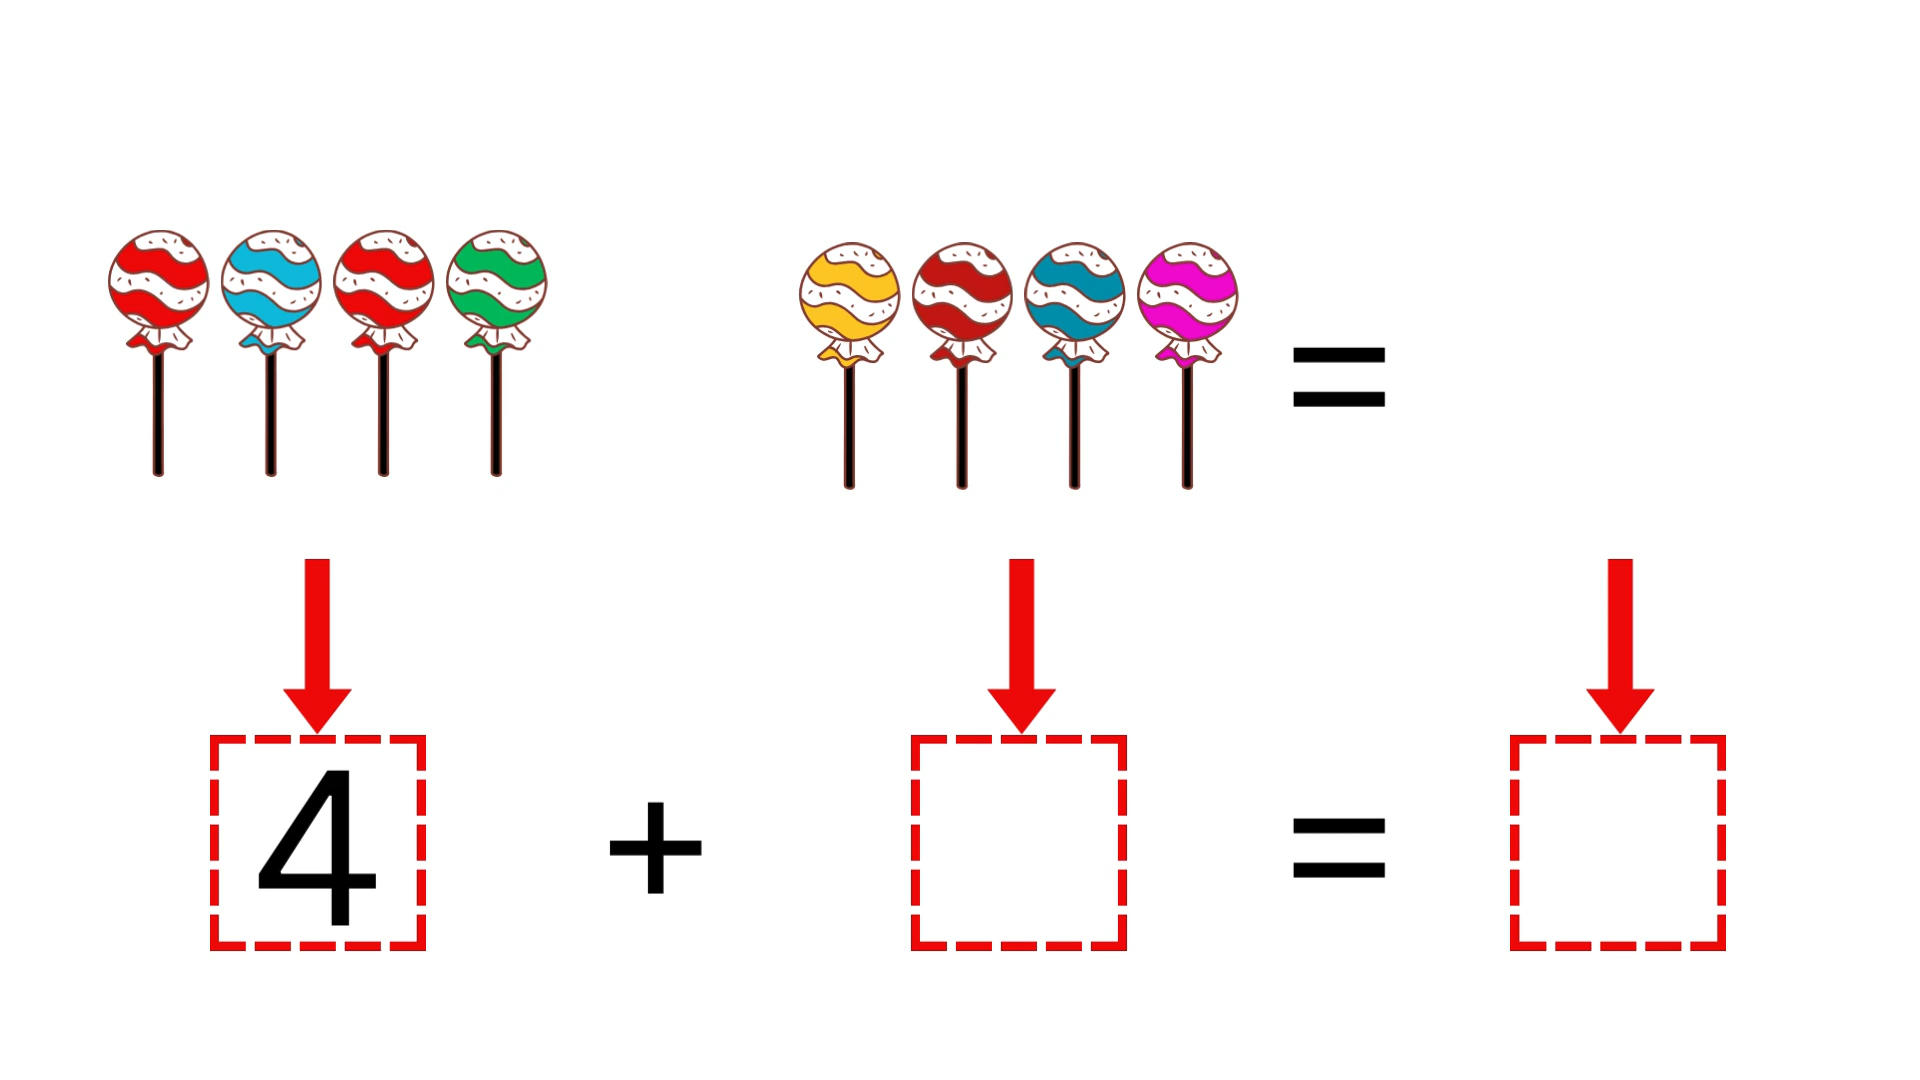 =
4 + =